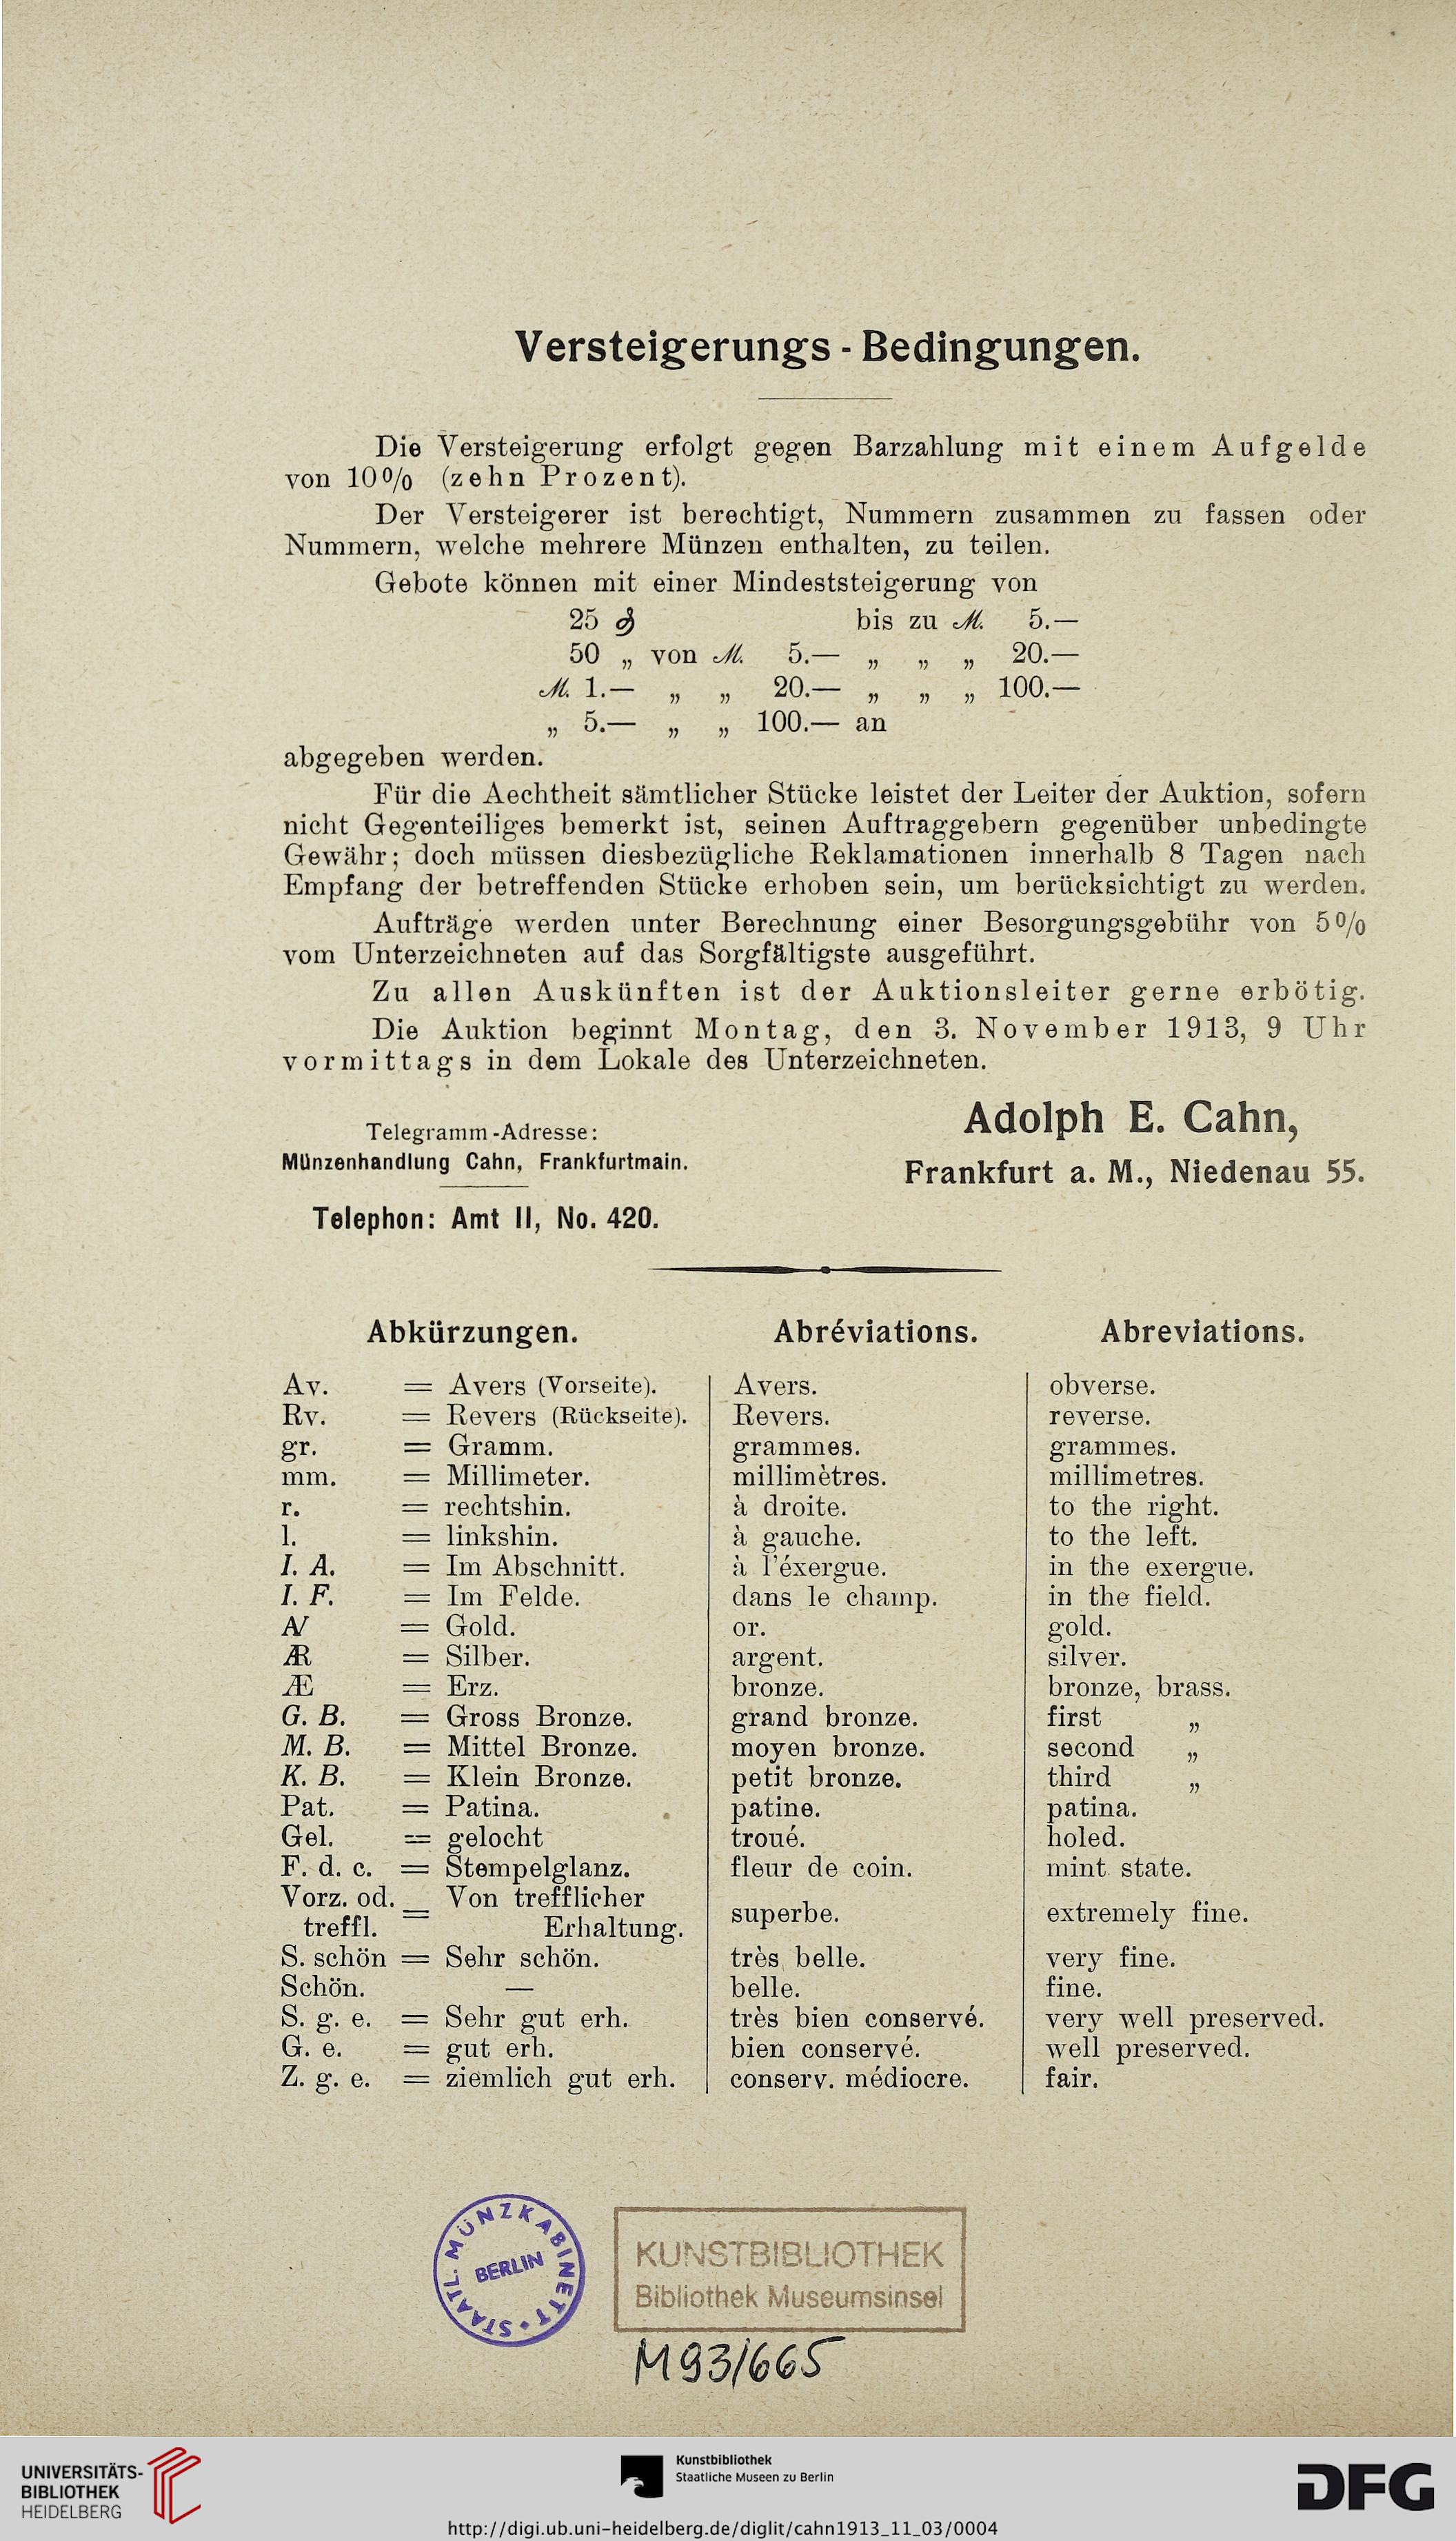 Versteigerungs - Bedingungen.
Die Versteigerung erfolgt gegen Barzahlung mit einem Aufgelde
von 10% (zehn Prozent).
Der Versteigerer ist berechtigt, Nummern zusammen zu fassen oder
Nummern, welche mehrere Münzen enthalten, zu teilen.
Gebote können mit einer Mindeststeigerung von
25 ₰ bis zu ℳ. 5.—
50 „ von ℳ. 5.— „ „ „ 20.—
ℳ. 1.— „ „ 20.— „ „ „ 100.—
„ 5.— „ „ 100.— an
abgegeben werden.
Für die Aechtheit sämtlicher Stücke leistet der Leiter der Auktion, sofern
nicht Gegenteiliges bemerkt ist, seinen Auftraggebern gegenüber unbedingte
Gewähr; doch müssen diesbezügliche Reklamationen innerhalb 8 Tagen nach
Empfang der betreffenden Stücke erhoben sein, um berücksichtigt zu werden.
Aufträge werden unter Berechnung einer Besorgungsgebühr von 5%
vom Unterzeichneten auf das Sorgfältigste ausgeführt.
Zu allen Auskünften ist der Auktionsleiter gerne erbötig.
Die Auktion beginnt Montag, den 3. November 1913, 9 Uhr
vormittags in dem Lokale des Unterzeichneten.
Adolph E. Cahn,
Frankfurt a. M., Niedenau 55.
Telegramm-Adresse:
Münzenhandlung Cahn, Frankfurtmain.
Telephon: Amt II, No. 420.
Abkürzungen. Abréviations. Abreviations.
Av. = Avers (Vorseite). Avers. obverse.
Rv. = Revers (Rückseite). Revers. reverse.
gr. = Gramm. grammes. grammes.
mm. = Millimeter. millimètres. millimetres.
r. = rechtshin. à droite. to the right.
l. = linkshin. à gauche. to the left.
I. A. = Im Abschnitt. à l'éxergue. in the exergue.
I. F. = Im Felde. dans le champ. in the field.
AV = Gold. or. gold.
ÆR = Silber. argent. silver.
Æ = Erz. bronze. bronze, brass.
G. B. = Gross Bronze. grand bronze. first „
M. B. = Mittel Bronze. moyen bronze. second „
K. B. = Klein Bronze. petit bronze. third „
Pat. = Patina. patine. patina.
Gel. = gelocht troué. holed.
F. d. c. = Stempelglanz. fleur de coin. mint state.
Vorz. od. = Von trefflicher
treffl. Erhaltung. superbe. extremely fine.
S. schön = Sehr schön. très belle. very fine.
Schön. — belle. fine.
S. g. e. = Sehr gut erh. très bien conservé. very well preserved.
G. e. = gut erh. bien conservé. well preserved.
Z. g. e. = ziemlich gut erh. conserv. médiocre. fair.
STAATL. MÜNZKABINETT
BERLIN
KUNSTBIBLIOTHEK
Bibliothek Museumsinsel
M93/665
UNIVERSITÄTS-
BIBLIOTHEK
HEIDELBERG
Kunstbibliothek
Staatliche Museen zu Berlin
DFG
http://digi.ub.uni-heidelberg.de/diglit/cahn1913_11_03/0004